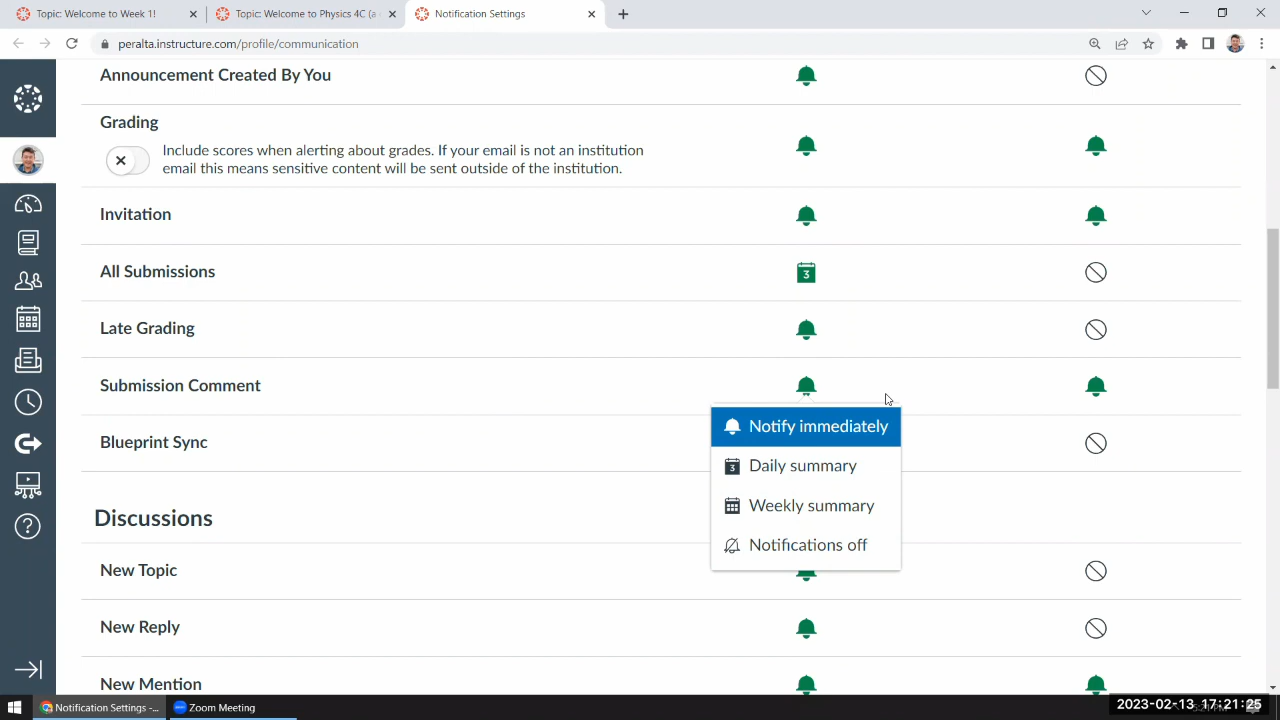 Topic: Welcome to Week 1!
Topic: Welcome to Physics 4C (a
Notification Settings
peralta.instructure.com/profile/communication
Announcement Created By You
Grading
Include scores when alerting about grades. If your email is not an institution
email this means sensitive content will be sent outside of the institution.
Invitation
All Submissions
3
Late Grading
Submission Comment
Notify immediately
Blueprint Sync
3 Daily summary
Weekly summary
Discussions
Notifications off
New Topic
New Reply
New Mention
Notification Settings -...
Zoom Meeting
2023-02-13 17:21:25